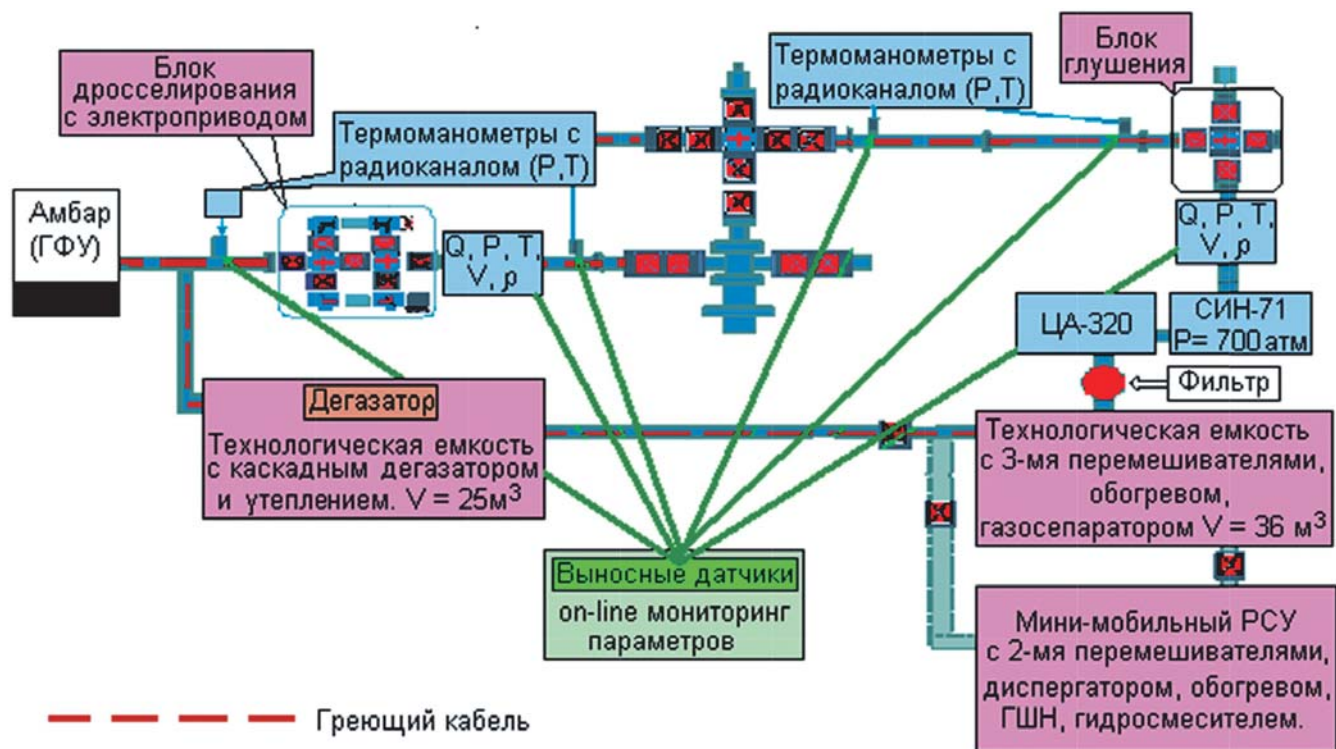 Блок
дросселирования
с электроприводом
Термоманометры с
радиоканалом (P,T)
Термоманометры с
радиоканалом (P,T)
Блок
глушения
Амбар
(ГФУ)
Q, P, T,
V, ρ
Q, P, T,
V, ρ
ЦА-320
СИН-71
P= 700 атм
Фильтр
Дегазатор
Технологическая емкость
с каскадным дегазатором
и утеплением. V = 25м³
Технологическая емкость
с 3-мя перемешивателями,
обогревом,
газосепаратором V = 36 м³
Выносные датчики
on-line мониторинг
параметров
Мини-мобильный РСУ
с 2-мя перемешивателями,
диспергатором, обогревом,
ГШН, гидросмесителем.
Греющий кабель